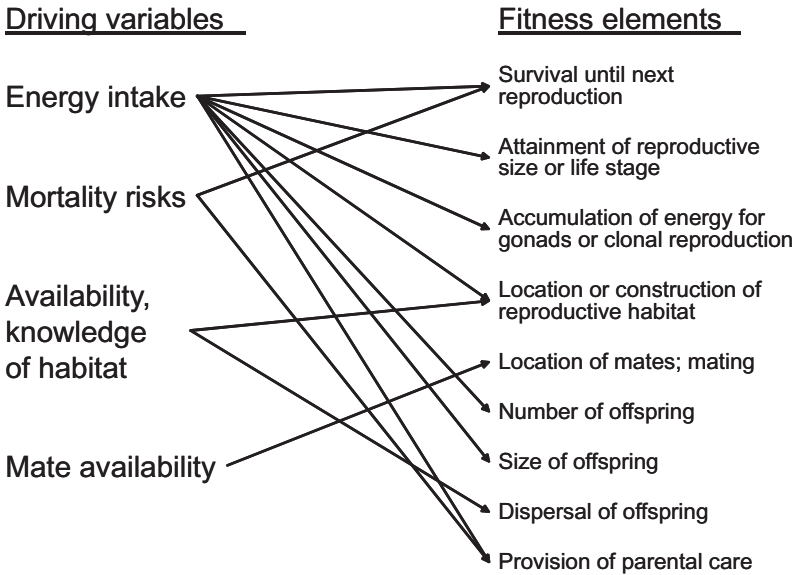 Driving variables
Energy intake
Mortality risks
Availability,
knowledge
of habitat
Mate availability
Fitness elements
Survival until next
reproduction
Attainment of reproductive
size or life stage
Accumulation of energy for
gonads or clonal reproduction
Location or construction of
reproductive habitat
Location of mates; mating
Number of offspring
Size of offspring
Dispersal of offspring
Provision of parental care